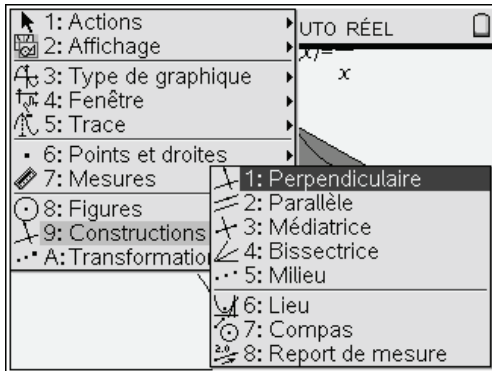 1: Actions
2: Affichage
3: Type de graphique
4: Fenêtre
5: Trace
6: Points et droites
7: Mesures
8: Figures
9: Constructions
A: Transformatio
UTO RÉEL
x
1: Perpendiculaire
2: Parallèle
3: Médiatrice
4: Bissectrice
5: Milieu
6: Lieu
7: Compas
8: Report de mesure